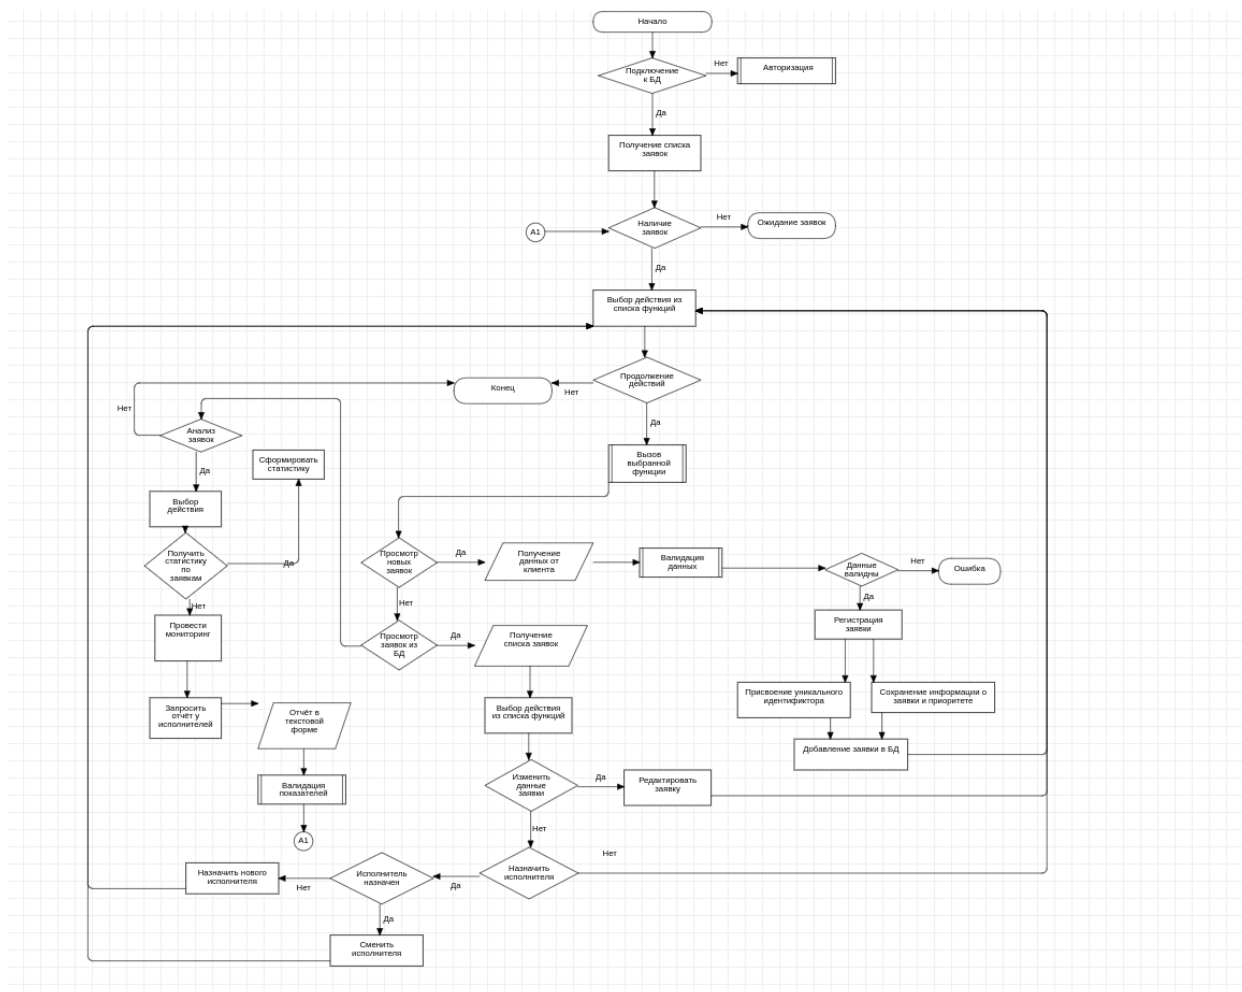 Начало
Подключение
к БД
Нет
Авторизация
Да
Получение списка
заявок
Наличие
заявок
Нет
Ожидание заявок
А1
Да
Выбор действия из
списка функций
Продолжение
действий
Нет
Конец
Да
Вызов
выбранной
функции
Нет
Анализ
заявок
Да
Сформировать
статистику
Выбор
действия
Получить
статистику
по
заявкам
Да
Нет
Провести
мониторинг
Запросить
отчёт у
исполнителей
Отчёт в
текстовой
форме
Валидация
показателей
А1
Просмотр
новых
заявок
Да
Получение
данных от
клиента
Валидация
данных
Данные
валидны
Нет
Ошибка
Да
Регистрация
заявки
Присвоение уникального
идентификтора
Сохранение информации о
заявки и приоритете
Добавление заявки в БД
Нет
Просмотр
заявок из
БД
Да
Получение
списка заявок
Выбор действия
из списка функций
Изменить
данные
заявки
Да
Редактировать
заявку
Нет
Назначить
исполнителя
Нет
Да
Исполнитель
назначен
Нет
Назначить нового
исполнителя
Да
Сменить
исполнителя